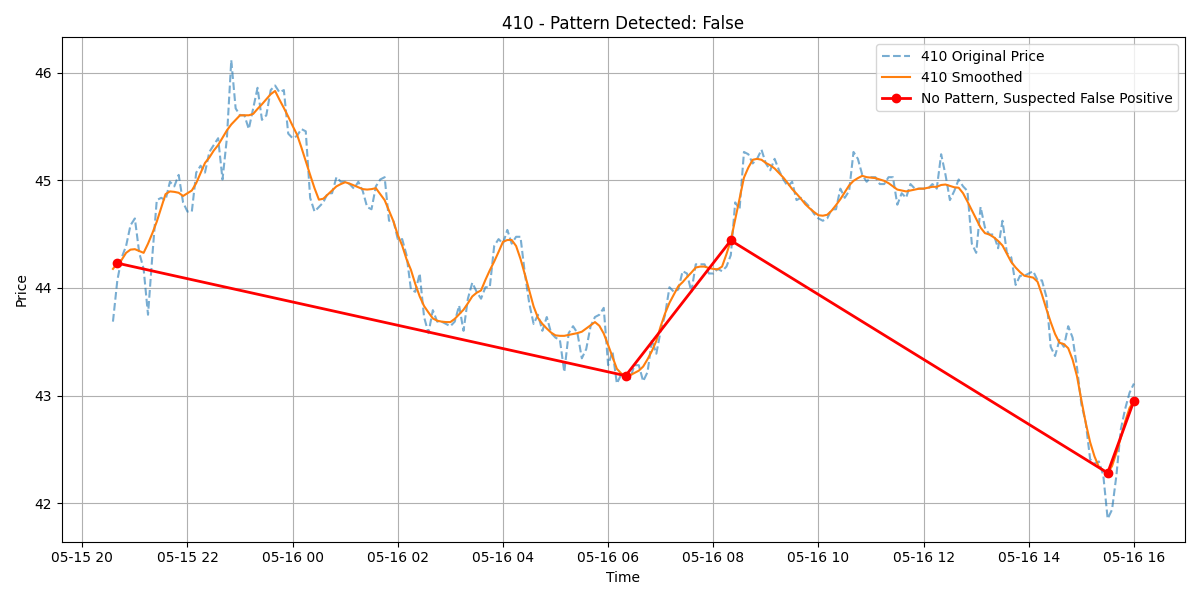 410 - Pattern Detected: False
410 Original Price
410 Smoothed
No Pattern, Suspected False Positive
Price
46
45
44
43
42
05-15 20 05-15 22 05-16 00 05-16 02 05-16 04 05-16 06 05-16 08 05-16 10 05-16 12 05-16 14 05-16 16
Time